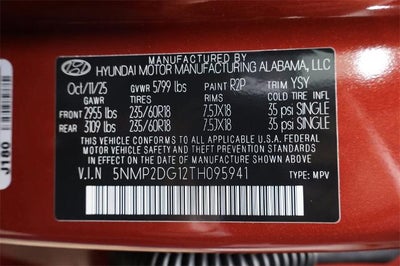 MANUFACTURED BY
HYUNDAI MOTOR MANUFACTURING ALABAMA, LLC
Oct/11/25 GVWR 5799 lbs PAINT R2P TRIM YSY
GAWR TIRES RIMS COLD TIRE INFL
FRONT 2955 lbs 235/60R18 7.5JX18 35 psi SINGLE
REAR 3109 lbs 235/60R18 7.5JX18 35 psi SINGLE
THIS VEHICLE CONFORMS TO ALL APPLICABLE U.S.A. FEDERAL
MOTOR VEHICLE SAFETY STANDARDS IN EFFECT ON THE
DATE OF MANUFACTURE SHOWN ABOVE.
V.I.N 5NMP2DG12TH095941 TYPE: MPV
J180